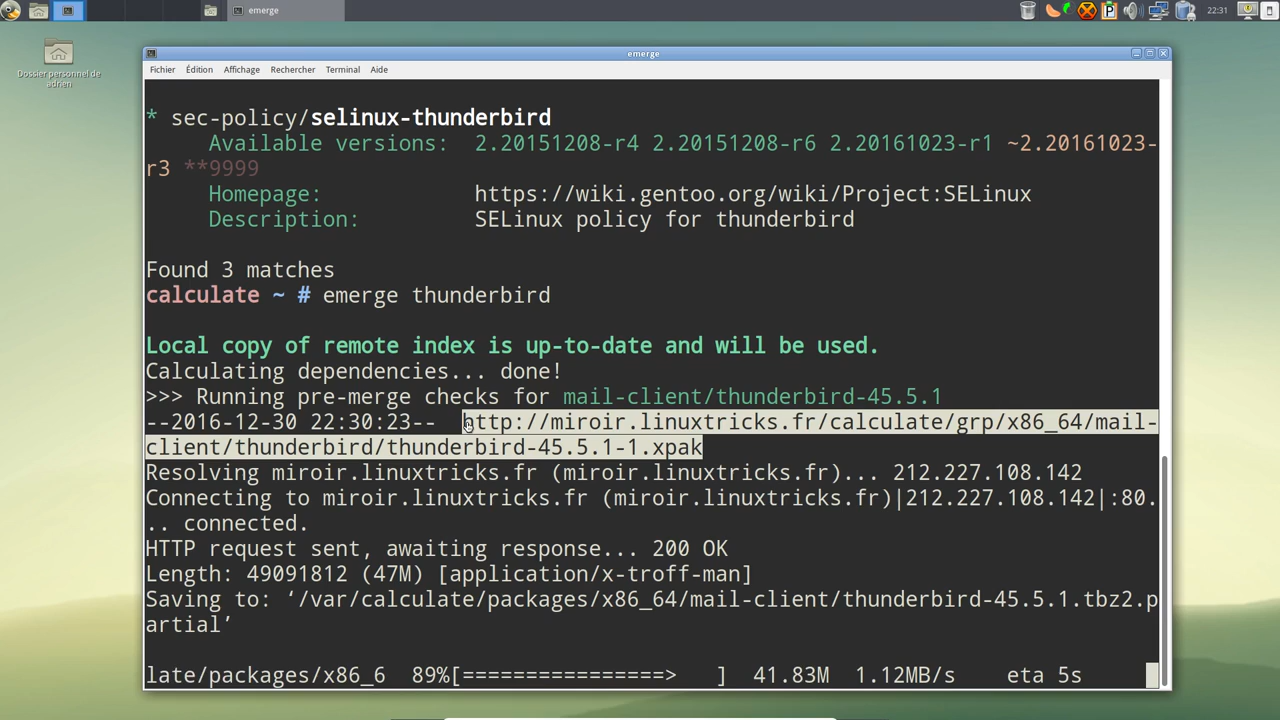 emerge
22:31
Dossier personnel de
adrien
emerge
Fichier Édition Affichage Rechercher Terminal Aide
* sec-policy/selinux-thunderbird
Available versions: 2.20151208-r4 2.20151208-r6 2.20161023-r1 ~2.20161023-
r3 **9999
Homepage: https://wiki.gentoo.org/wiki/Project:SELinux
Description: SELinux policy for thunderbird
Found 3 matches
calculate ~ # emerge thunderbird
Local copy of remote index is up-to-date and will be used.
Calculating dependencies... done!
>>> Running pre-merge checks for mail-client/thunderbird-45.5.1
--2016-12-30 22:30:23-- http://miroir.linuxtricks.fr/calculate/grp/x86_64/mail-
client/thunderbird/thunderbird-45.5.1-1.xpak
Resolving miroir.linuxtricks.fr (miroir.linuxtricks.fr)... 212.227.108.142
Connecting to miroir.linuxtricks.fr (miroir.linuxtricks.fr)|212.227.108.142|:80.
.. connected.
HTTP request sent, awaiting response... 200 OK
Length: 49091812 (47M) [application/x-troff-man]
Saving to: ‘/var/calculate/packages/x86_64/mail-client/thunderbird-45.5.1.tbz2.p
artial’
late/packages/x86_6 89%[================> ] 41.83M 1.12MB/s eta 5s